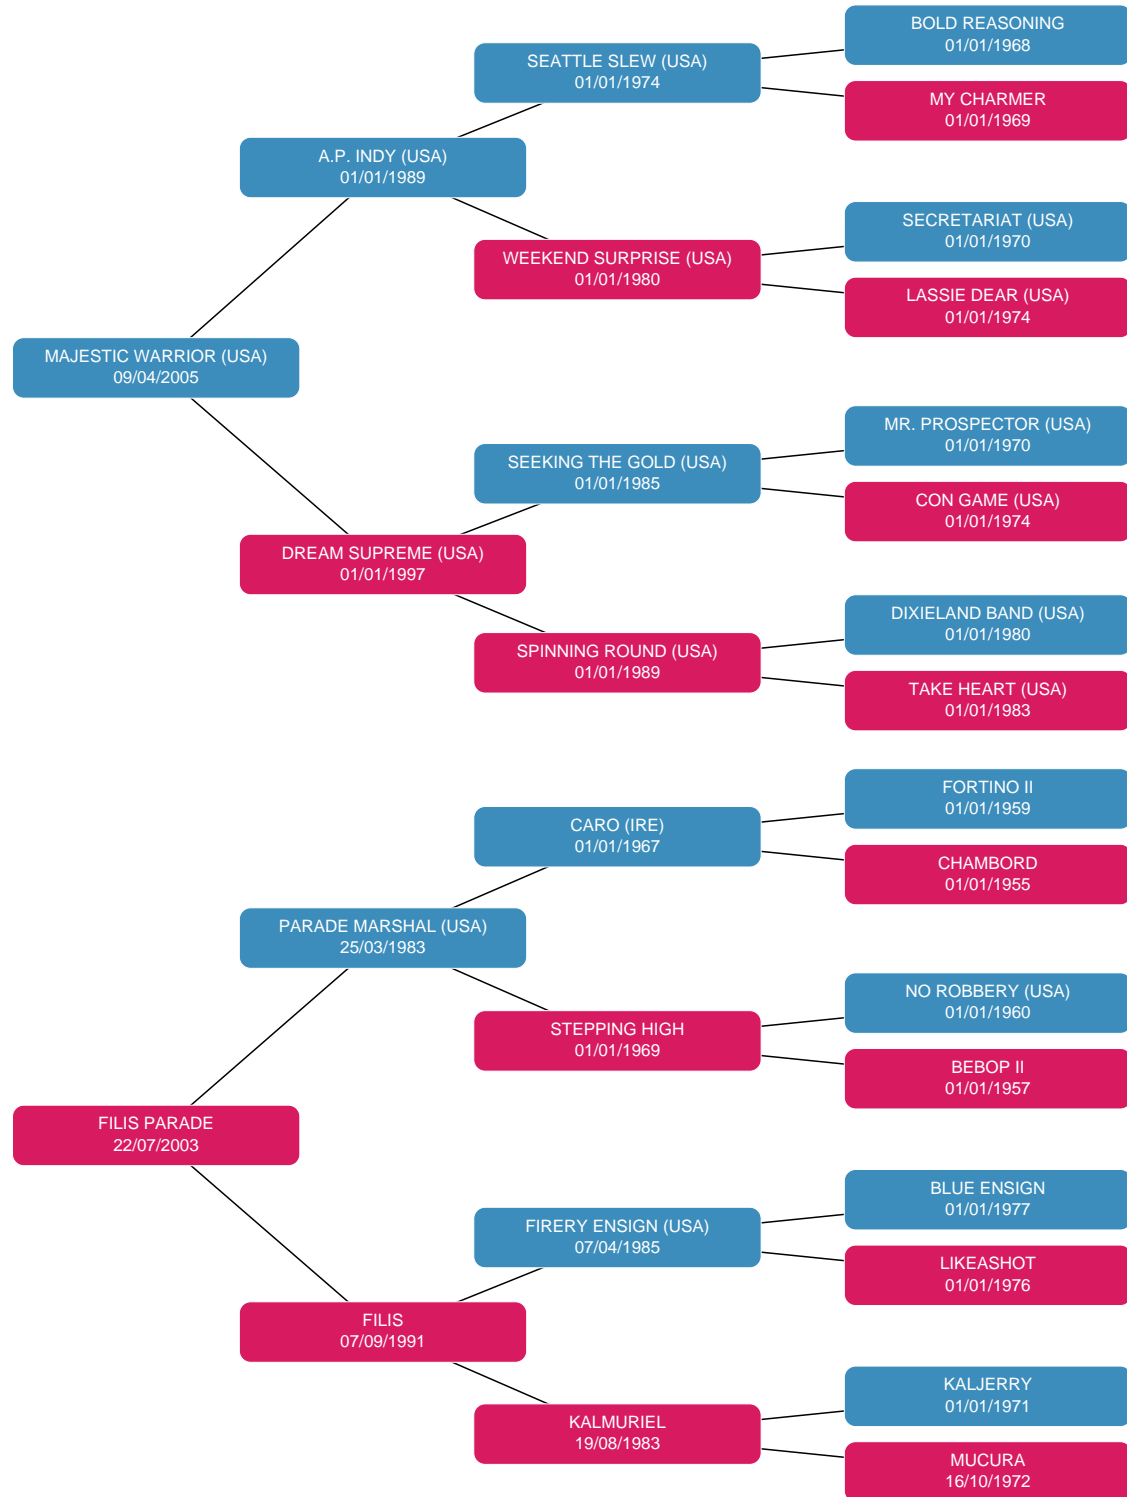 BOLD REASONING
01/01/1968
SEATTLE SLEW (USA)
01/01/1974
MY CHARMER
01/01/1969
A.P. INDY (USA)
01/01/1989
SECRETARIAT (USA)
01/01/1970
WEEKEND SURPRISE (USA)
01/01/1980
LASSIE DEAR (USA)
01/01/1974
MAJESTIC WARRIOR (USA)
09/04/2005
MR. PROSPECTOR (USA)
01/01/1970
SEEKING THE GOLD (USA)
01/01/1985
CON GAME (USA)
01/01/1974
DREAM SUPREME (USA)
01/01/1997
DIXIELAND BAND (USA)
01/01/1980
SPINNING ROUND (USA)
01/01/1989
TAKE HEART (USA)
01/01/1983
FORTINO II
01/01/1959
CARO (IRE)
01/01/1967
CHAMBORD
01/01/1955
PARADE MARSHAL (USA)
25/03/1983
NO ROBBERY (USA)
01/01/1960
STEPPING HIGH
01/01/1969
BEBOP II
01/01/1957
FILIS PARADE
22/07/2003
BLUE ENSIGN
01/01/1977
FIRERY ENSIGN (USA)
07/04/1985
LIKEASHOT
01/01/1976
FILIS
07/09/1991
KALJERRY
01/01/1971
KALMURIEL
19/08/1983
MUCURA
16/10/1972